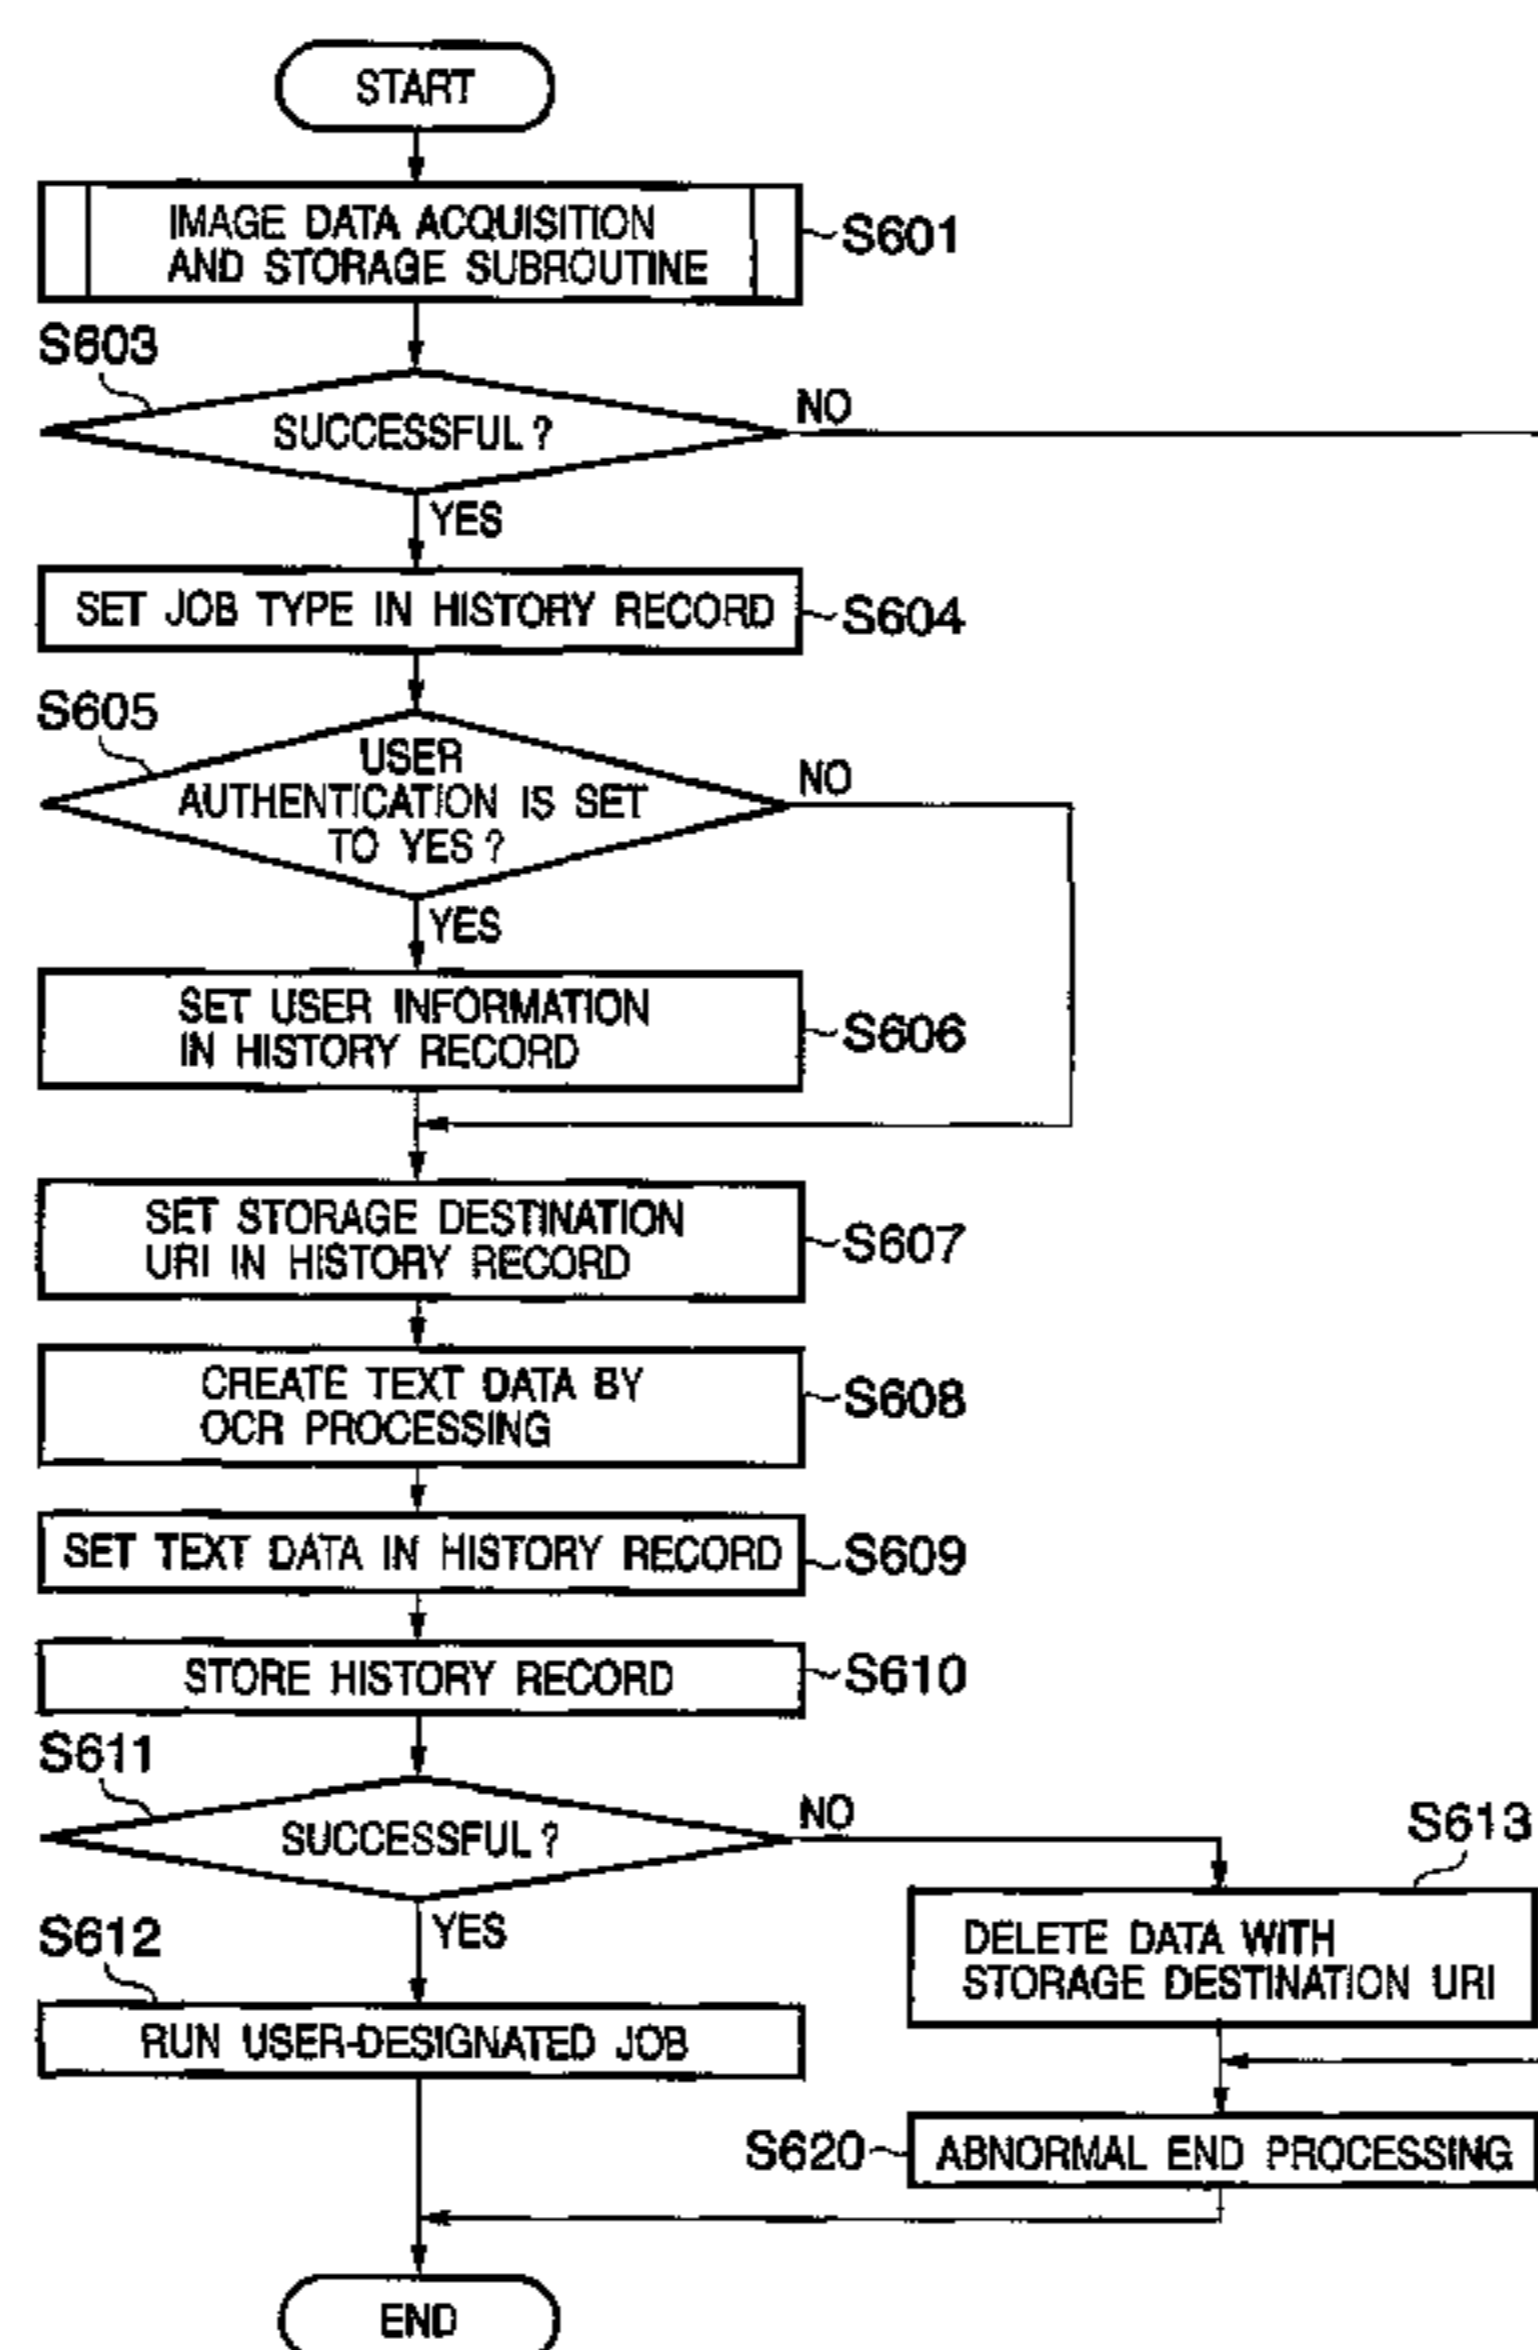 START
IMAGE DATA ACQUISITION
AND STORAGE SUBROUTINE
S601
S603
SUCCESSFUL?
NO
YES
SET JOB TYPE IN HISTORY RECORD
S604
S605
USER
AUTHENTICATION IS SET
TO YES?
NO
YES
SET USER INFORMATION
IN HISTORY RECORD
S606
SET STORAGE DESTINATION
URI IN HISTORY RECORD
S607
CREATE TEXT DATA BY
OCR PROCESSING
S608
SET TEXT DATA IN HISTORY RECORD
S609
STORE HISTORY RECORD
S610
S611
SUCCESSFUL?
NO
YES
S613
DELETE DATA WITH
STORAGE DESTINATION URI
S612
RUN USER-DESIGNATED JOB
S620
ABNORMAL END PROCESSING
END